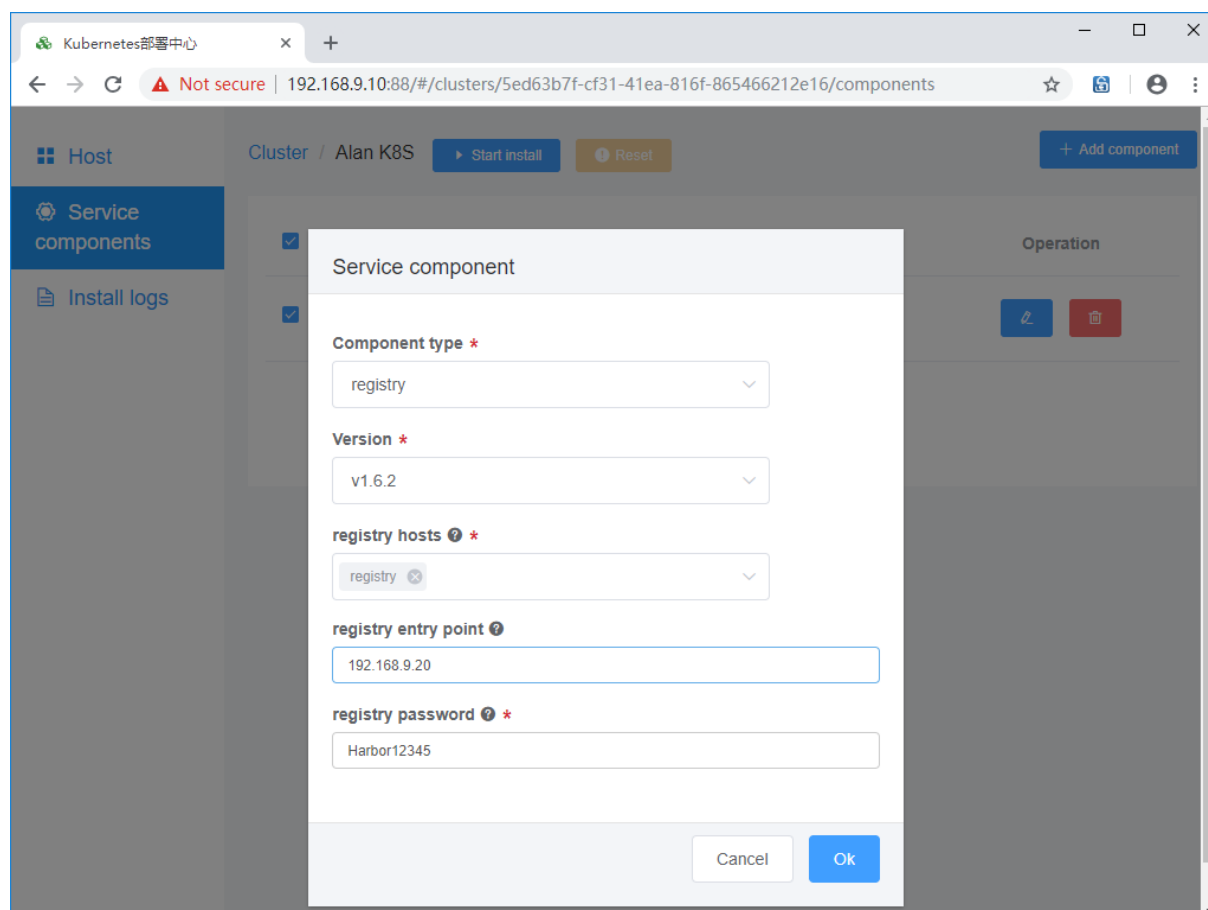 Kubernetes部署中心
Not secure 192.168.9.10:88/#/clusters/5ed63b7f-cf31-41ea-816f-865466212e16/components
Host
Cluster / Alan K8S
Start install
Reset
+ Add component
Service
components
Install logs
Operation
Service component
Component type *
registry
Version *
v1.6.2
registry hosts *
registry
registry entry point
192.168.9.20
registry password *
Harbor12345
Cancel
Ok